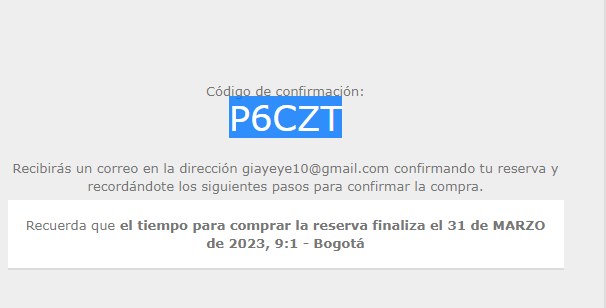 Código de confirmación:
P6CZT
Recibirás un correo en la dirección giayeye10@gmail.com confirmando tu reserva y
recordándote los siguientes pasos para confirmar la compra.
Recuerda que el tiempo para comprar la reserva finaliza el 31 de MARZO
de 2023, 9:1 - Bogotá